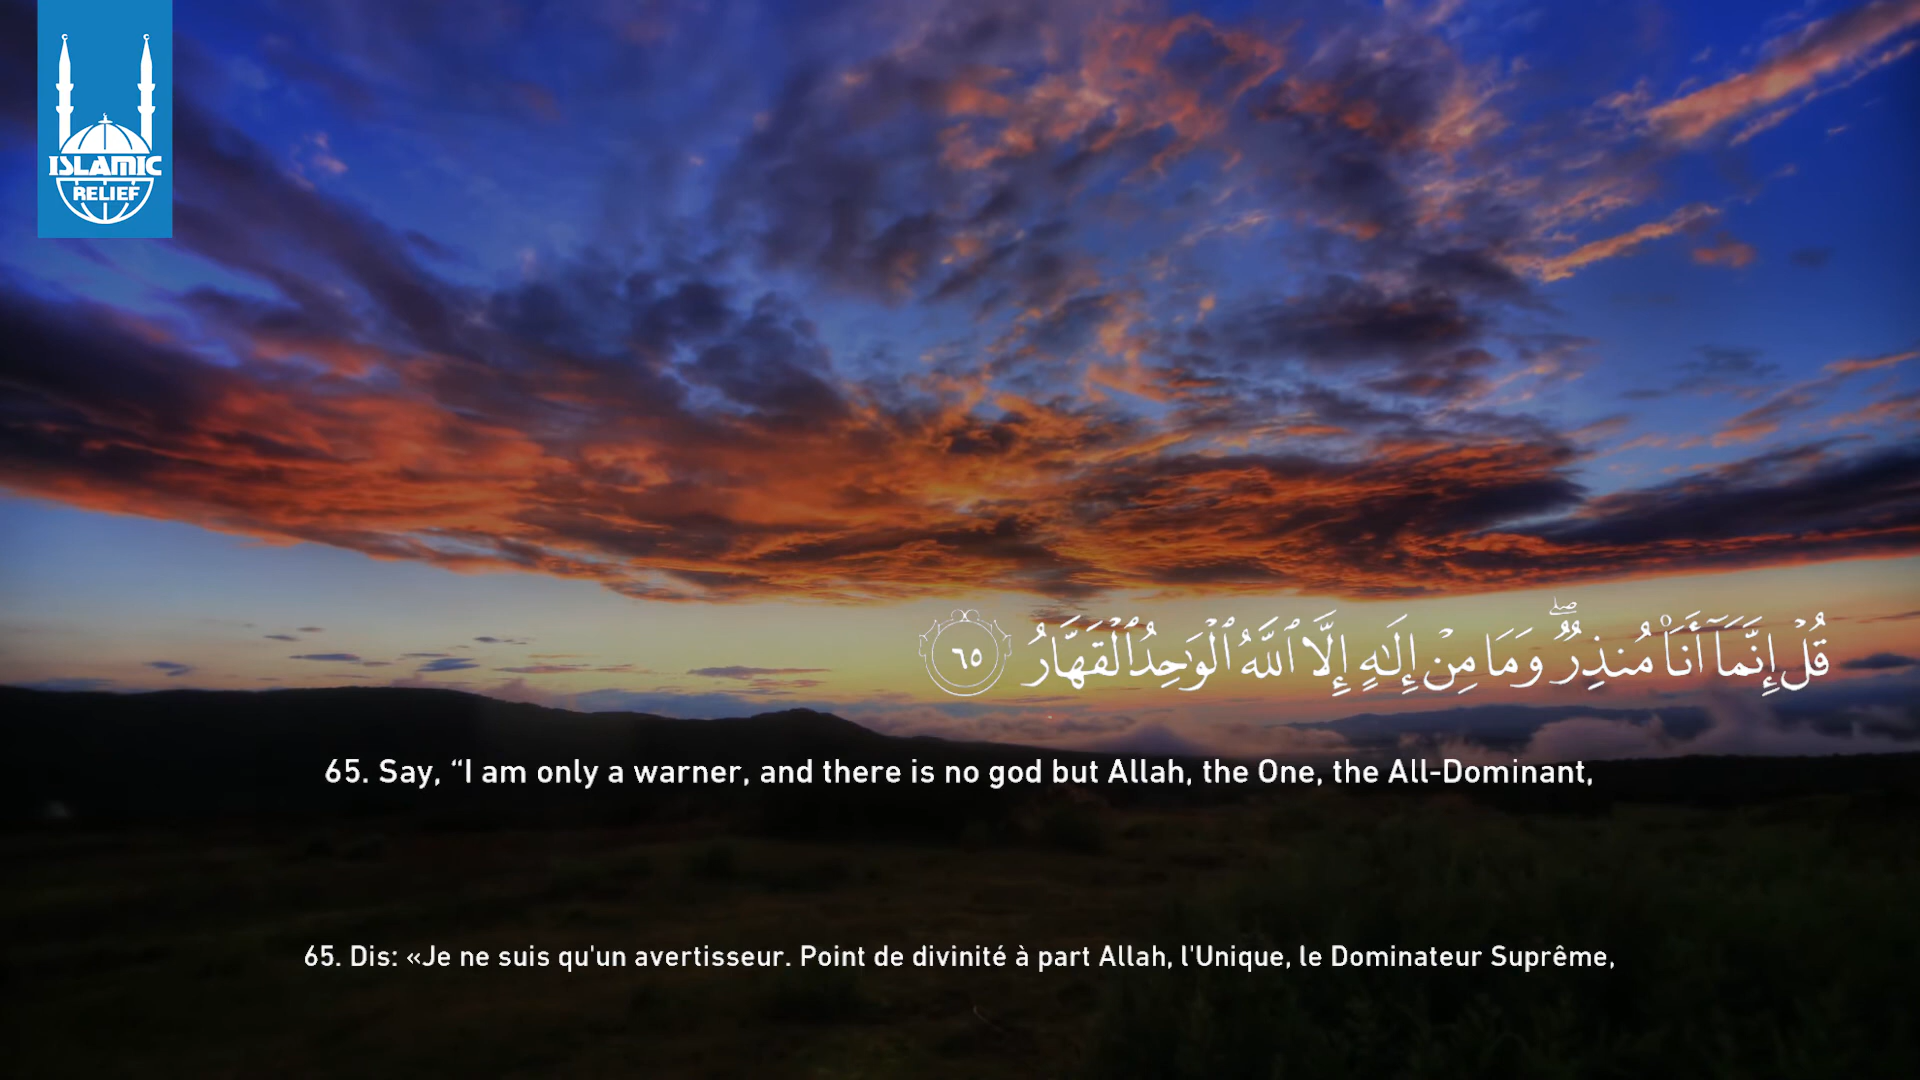 ISLAMIC
RELIEF
قُلْ إِنَّمَآ أَنَا۠ مُنذِرٌۭ ۖ وَمَا مِنْ إِلَٰهٍ إِلَّا ٱللَّهُ ٱلْوَٰحِدُ ٱلْقَهَّارُ ٦٥
65. Say, “I am only a warner, and there is no god but Allah, the One, the All-Dominant,
65. Dis: «Je ne suis qu'un avertisseur. Point de divinité à part Allah, l'Unique, le Dominateur Suprême,